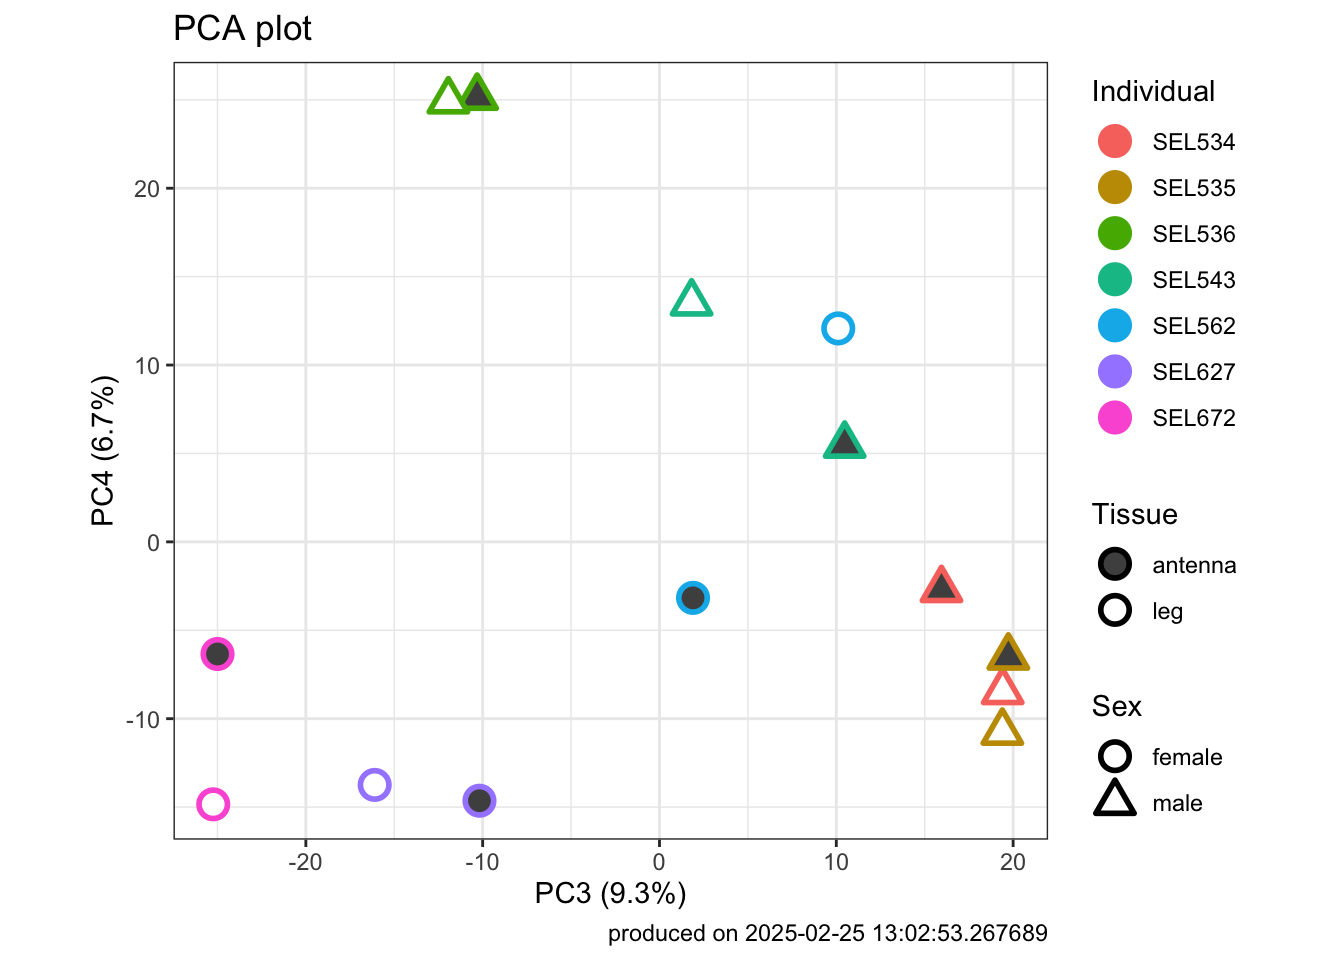 PCA plot
20
10
0
-10
PC4 (6.7%)
-20
-10
0
10
20
PC3 (9.3%)
produced on 2025-02-25 13:02:53.267689
Individual
SEL534
SEL535
SEL536
SEL543
SEL562
SEL627
SEL672
Tissue
antenna
leg
Sex
female
male